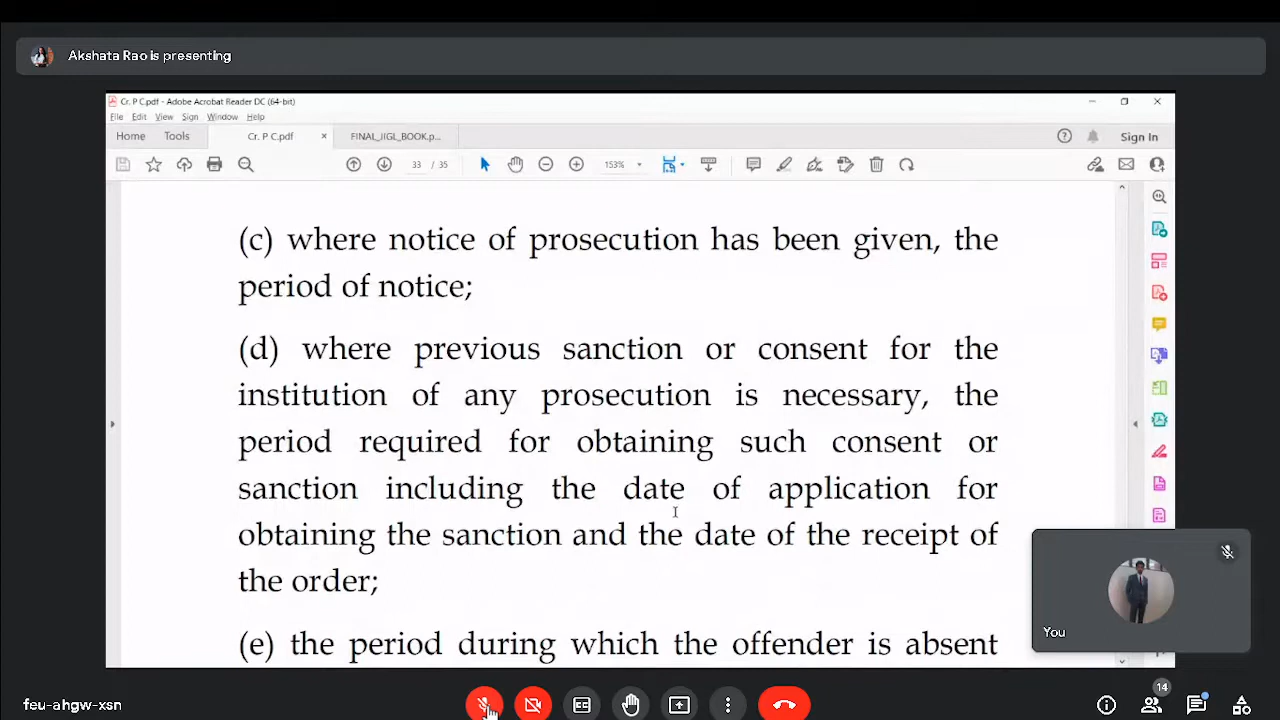 Akshata Rao is presenting
Cr. P C.pdf - Adobe Acrobat Reader DC (64-bit)
File Edit View Sign Window Help
Home Tools Cr. P C.pdf × FINAL_JIGL_BOOK.p... Sign In
33 / 35 153%
(c) where notice of prosecution has been given, the
period of notice;
(d) where previous sanction or consent for the
institution of any prosecution is necessary, the
period required for obtaining such consent or
sanction including the date of application for
obtaining the sanction and the date of the receipt of
the order;
(e) the period during which the offender is absent
You
14
feu-ahgw-xsn